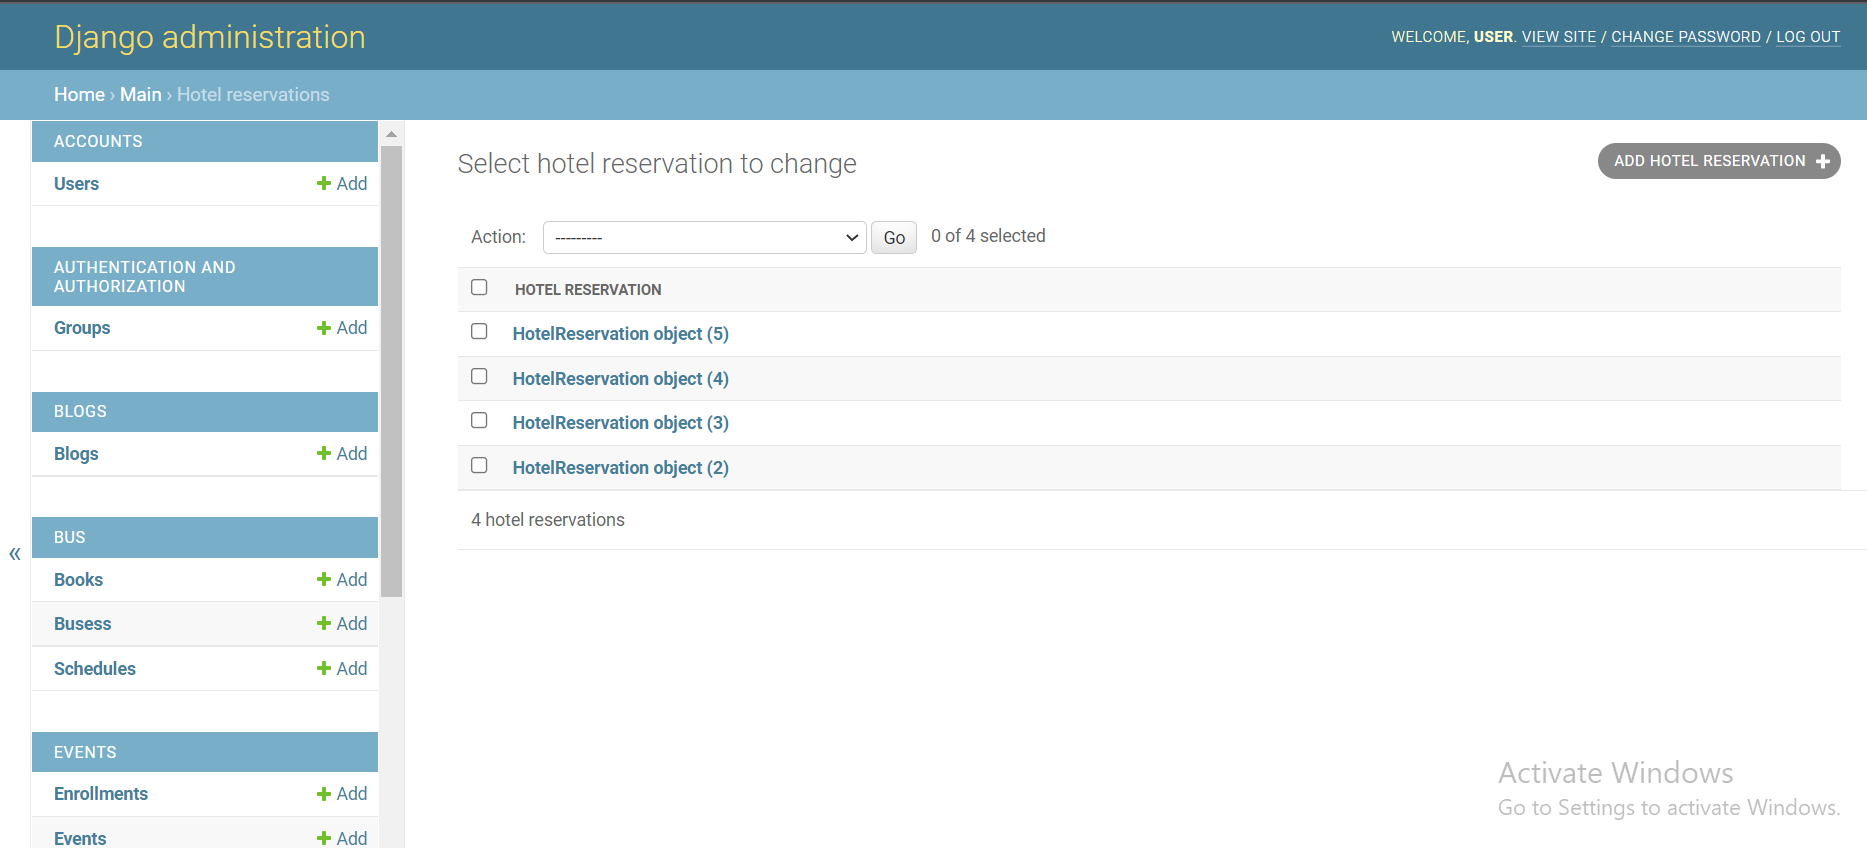 Django administration
WELCOME, USER. VIEW SITE / CHANGE PASSWORD / LOG OUT
Home › Main › Hotel reservations
ACCOUNTS
Users Add
AUTHENTICATION AND
AUTHORIZATION
Groups Add
BLOGS
Blogs Add
BUS
Books Add
Busess Add
Schedules Add
EVENTS
Enrollments Add
Events Add
«
Select hotel reservation to change
ADD HOTEL RESERVATION
Action: --------- Go 0 of 4 selected
HOTEL RESERVATION
HotelReservation object (5)
HotelReservation object (4)
HotelReservation object (3)
HotelReservation object (2)
4 hotel reservations
Activate Windows
Go to Settings to activate Windows.